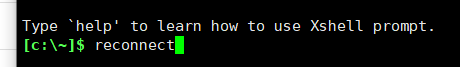 Type `help' to learn how to use Xshell prompt.
[c:\~]$ reconnect